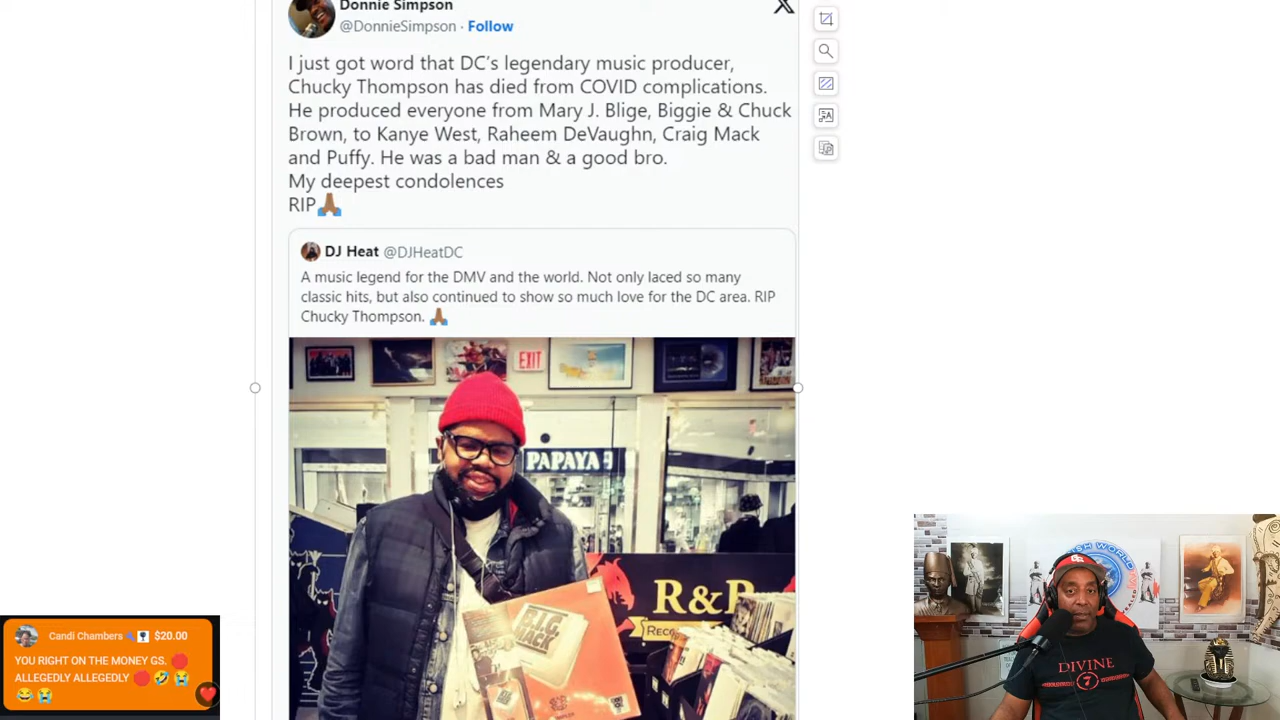 Donnie Simpson
@DonnieSimpson · Follow
I just got word that DC's legendary music producer,
Chucky Thompson has died from COVID complications.
He produced everyone from Mary J. Blige, Biggie & Chuck
Brown, to Kanye West, Raheem DeVaughn, Craig Mack
and Puffy. He was a bad man & a good bro.
My deepest condolences
RIP🙏🏾
DJ Heat @DJHeatDC
A music legend for the DMV and the world. Not only laced so many
classic hits, but also continued to show so much love for the DC area. RIP
Chucky Thompson. 🙏🏾
EXIT
PAPAYA
R&B
BIG
MACK
Candi Chambers $20.00
YOU RIGHT ON THE MONEY GS. 🛑
ALLEGEDLY ALLEGEDLY 🛑 🤣 😭
😂 😭
WORLD
DIVINE
7